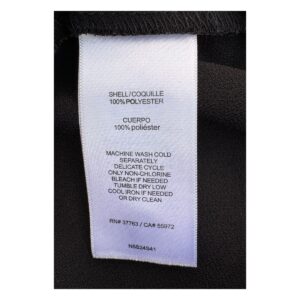 SHELL/COQUILLE
100% POLYESTER
CUERPO
100% poliéster
MACHINE WASH COLD
SEPARATELY
DELICATE CYCLE
ONLY NON-CHLORINE
BLEACH IF NEEDED
TUMBLE DRY LOW
COOL IRON IF NEEDED
OR DRY CLEAN
RN# 37763 / CA# 55972
N6824S41